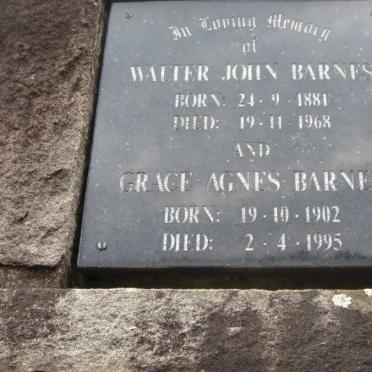 In Loving Memory
of
WALTER JOHN BARNES
BORN: 24·9·1881
DIED: 19·11·1968
AND
GRACE AGNES BARNE
BORN: 19·10·1902
DIED: 2·4·1995